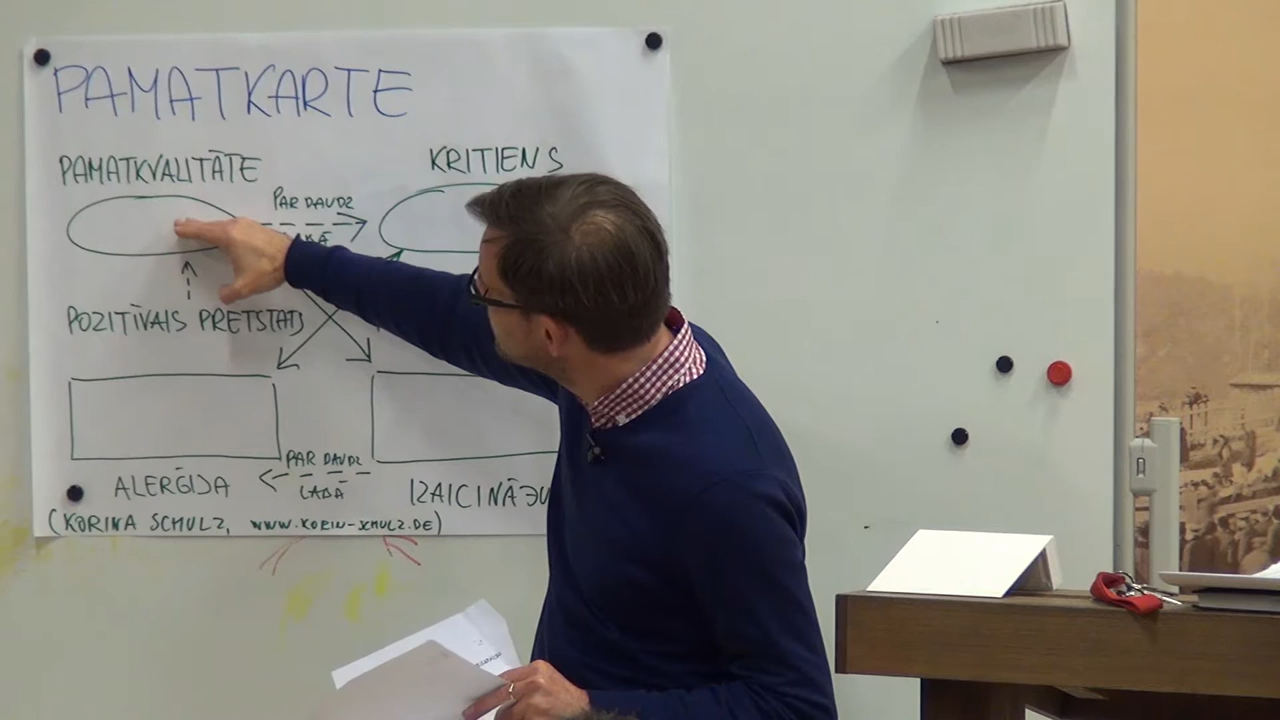 PAMATKARTE
PAMATKVALITĀTE
KRITIENS
PAR DAUDZ
POZITĪVAIS PRETSTATS
PAR DAUDZ
LABĀ
ALERĢIJA
(KORINA SCHULZ, WWW.KORIN-SCHULZ.DE)